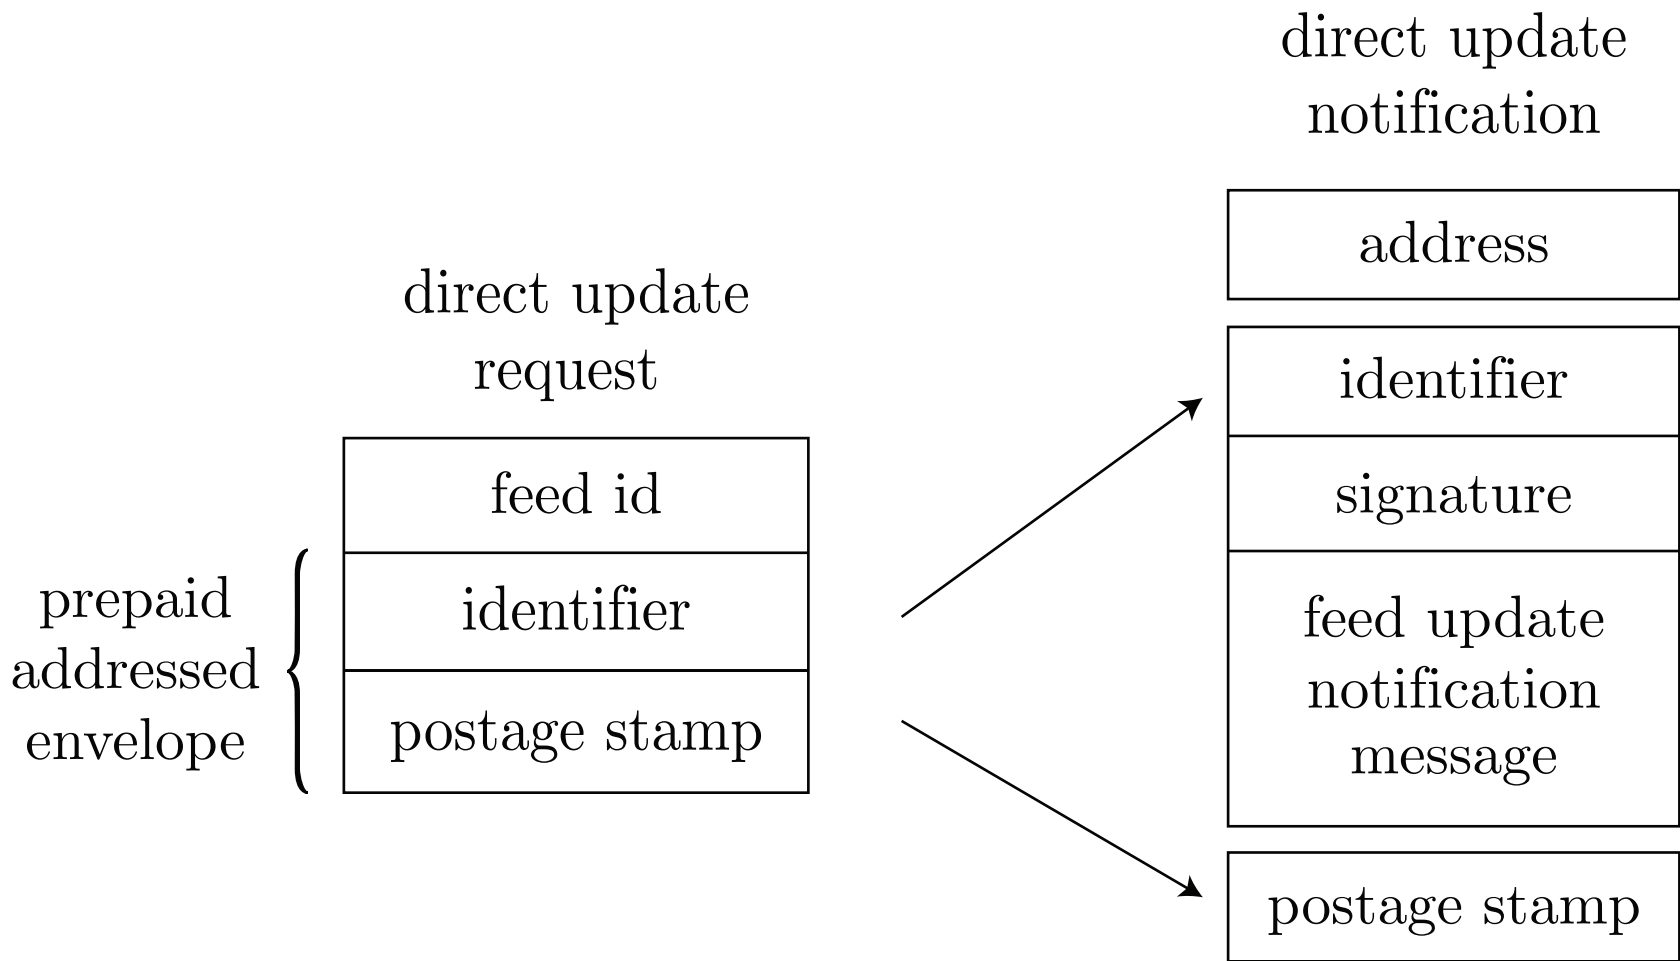 direct update
request
feed id
prepaid
addressed
envelope
identifier
postage stamp
direct update
notification
address
identifier
signature
feed update
notification
message
postage stamp